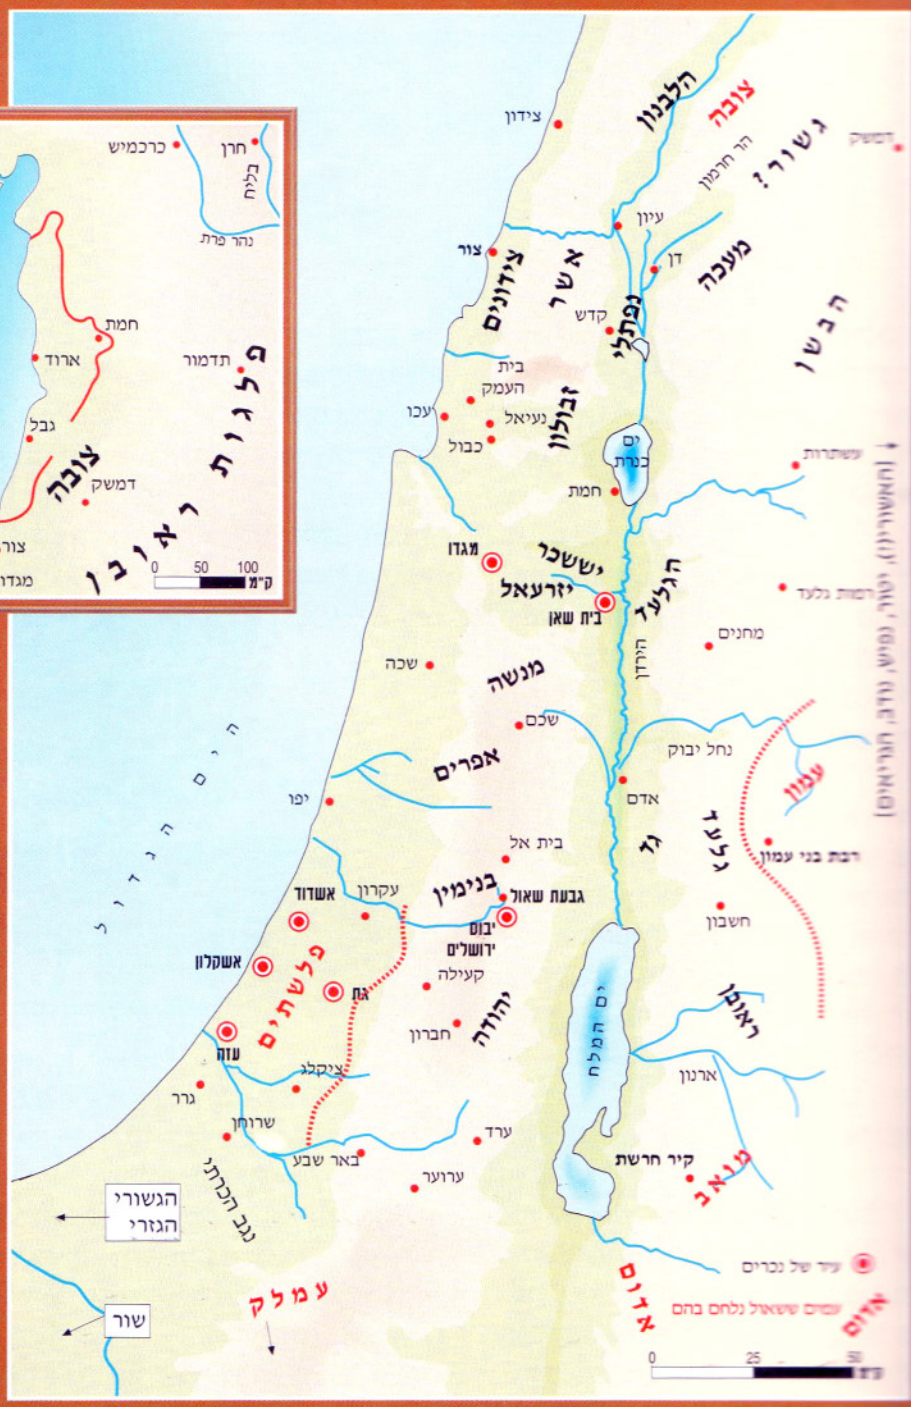 צידון
הלבנון
צובה
הר חרמון
גשור?
דמשק
עיון
דן
מעכה
צור
צידונים
אשר
נפתלי
קדש
הבשן
בית
העמק
נעיאל
כבול
עכו
זבולון
ים
כנרת
חמת
עשתרות
מגדו
יששכר
יזרעאל
בית שאן
הגלעד
הירדן
רמות גלעד
מחנים
שכה
מנשה
שכם
אפרים
נחל יבוק
אדם
עמון
יפו
גד
גלעד
רבת בני עמון
בית אל
בנימין
גבעת שאול
יבוס
ירושלים
עקרון
אשדוד
חשבון
אשקלון
פלשתים
גת
קעילה
חברון
יהודה
עזה
ים המלח
ראובן
ארנון
ציקלג
גרר
שרוחן
באר שבע
ערד
ערוער
קיר חרשת
מואב
נגב הכרתי
הגשורי
הגזרי
שור
עמלק
אדום
הים הגדול
עיר של נכרים
אדום
עמים ששאול נלחם בהם
0 25 50
ק"מ
כרכמיש
חרן
בליח
נהר פרת
חמת
ארוד
תדמור
גבל
צובה
דמשק
פלגות ראובן
צור
מגדו
0 50 100
ק"מ